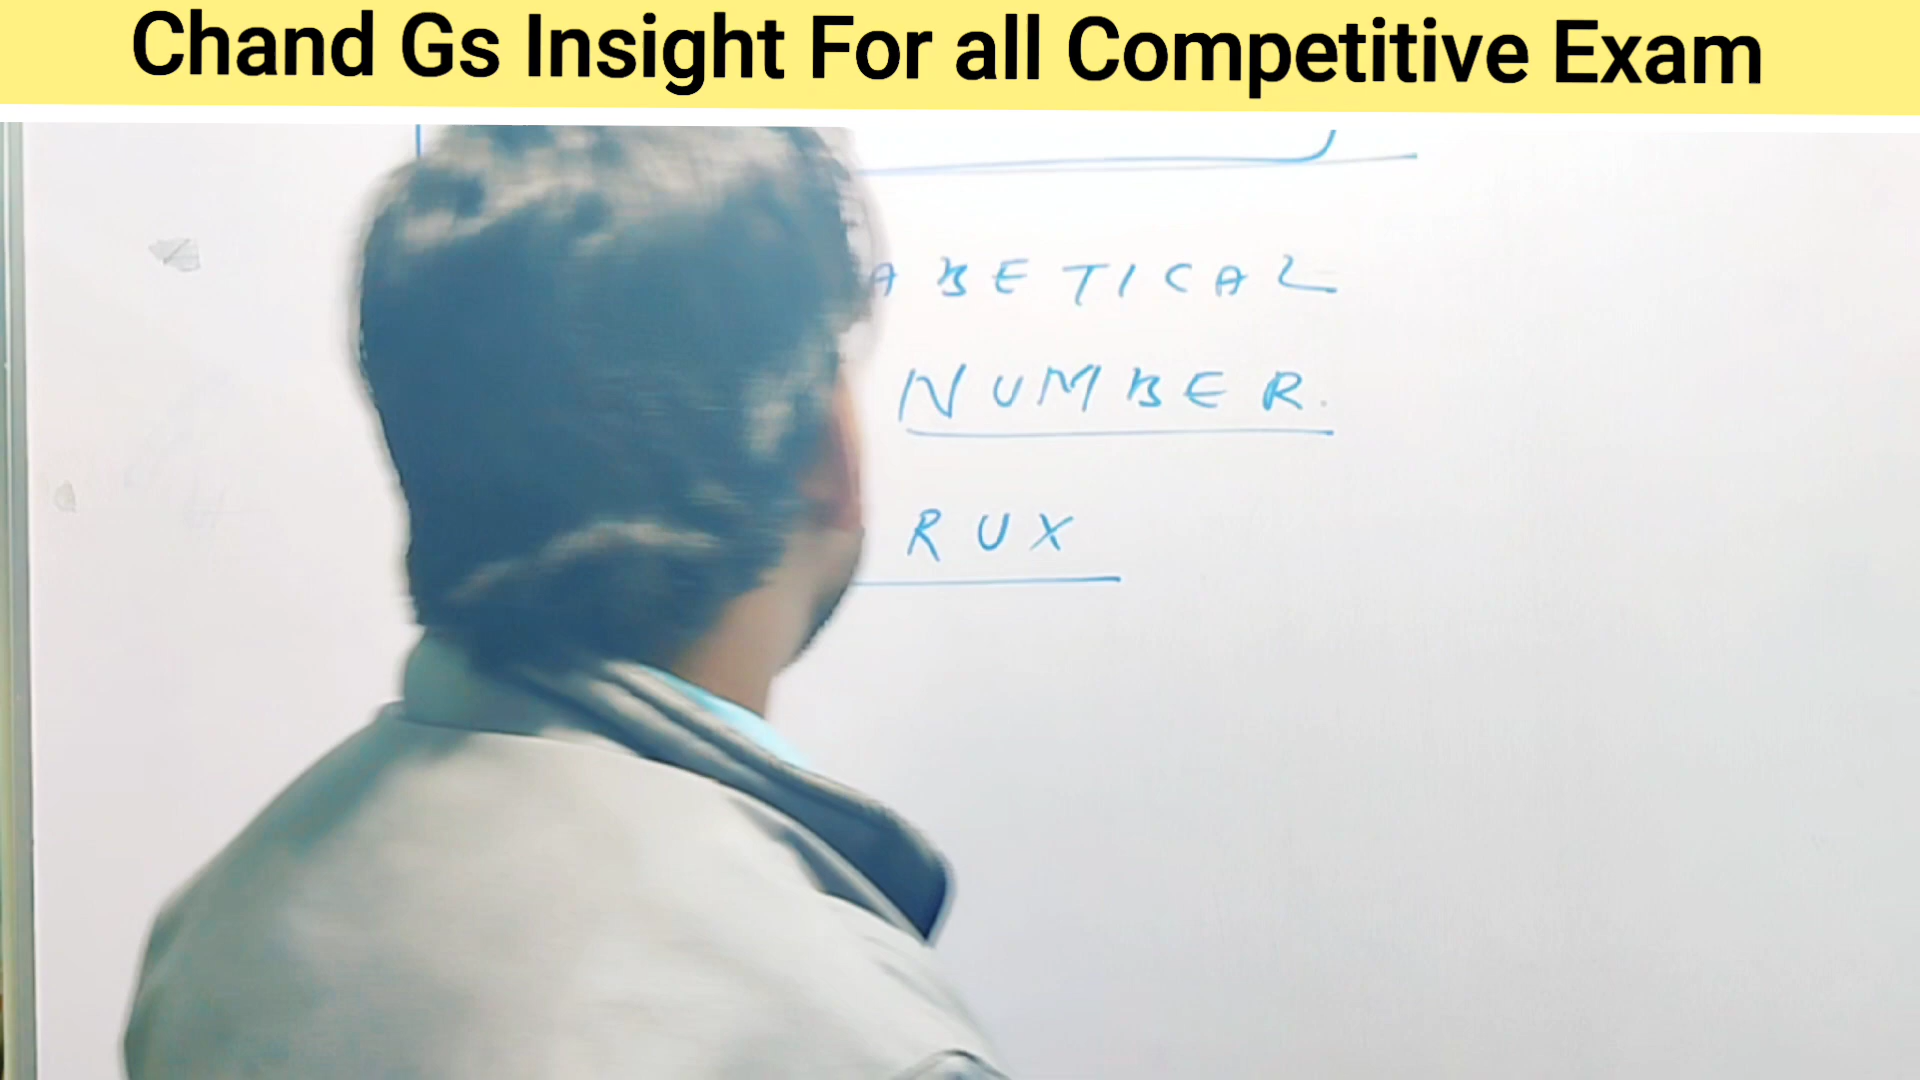 Chand Gs Insight For all Competitive Exam
ABETICAL
NUMBER.
RUX